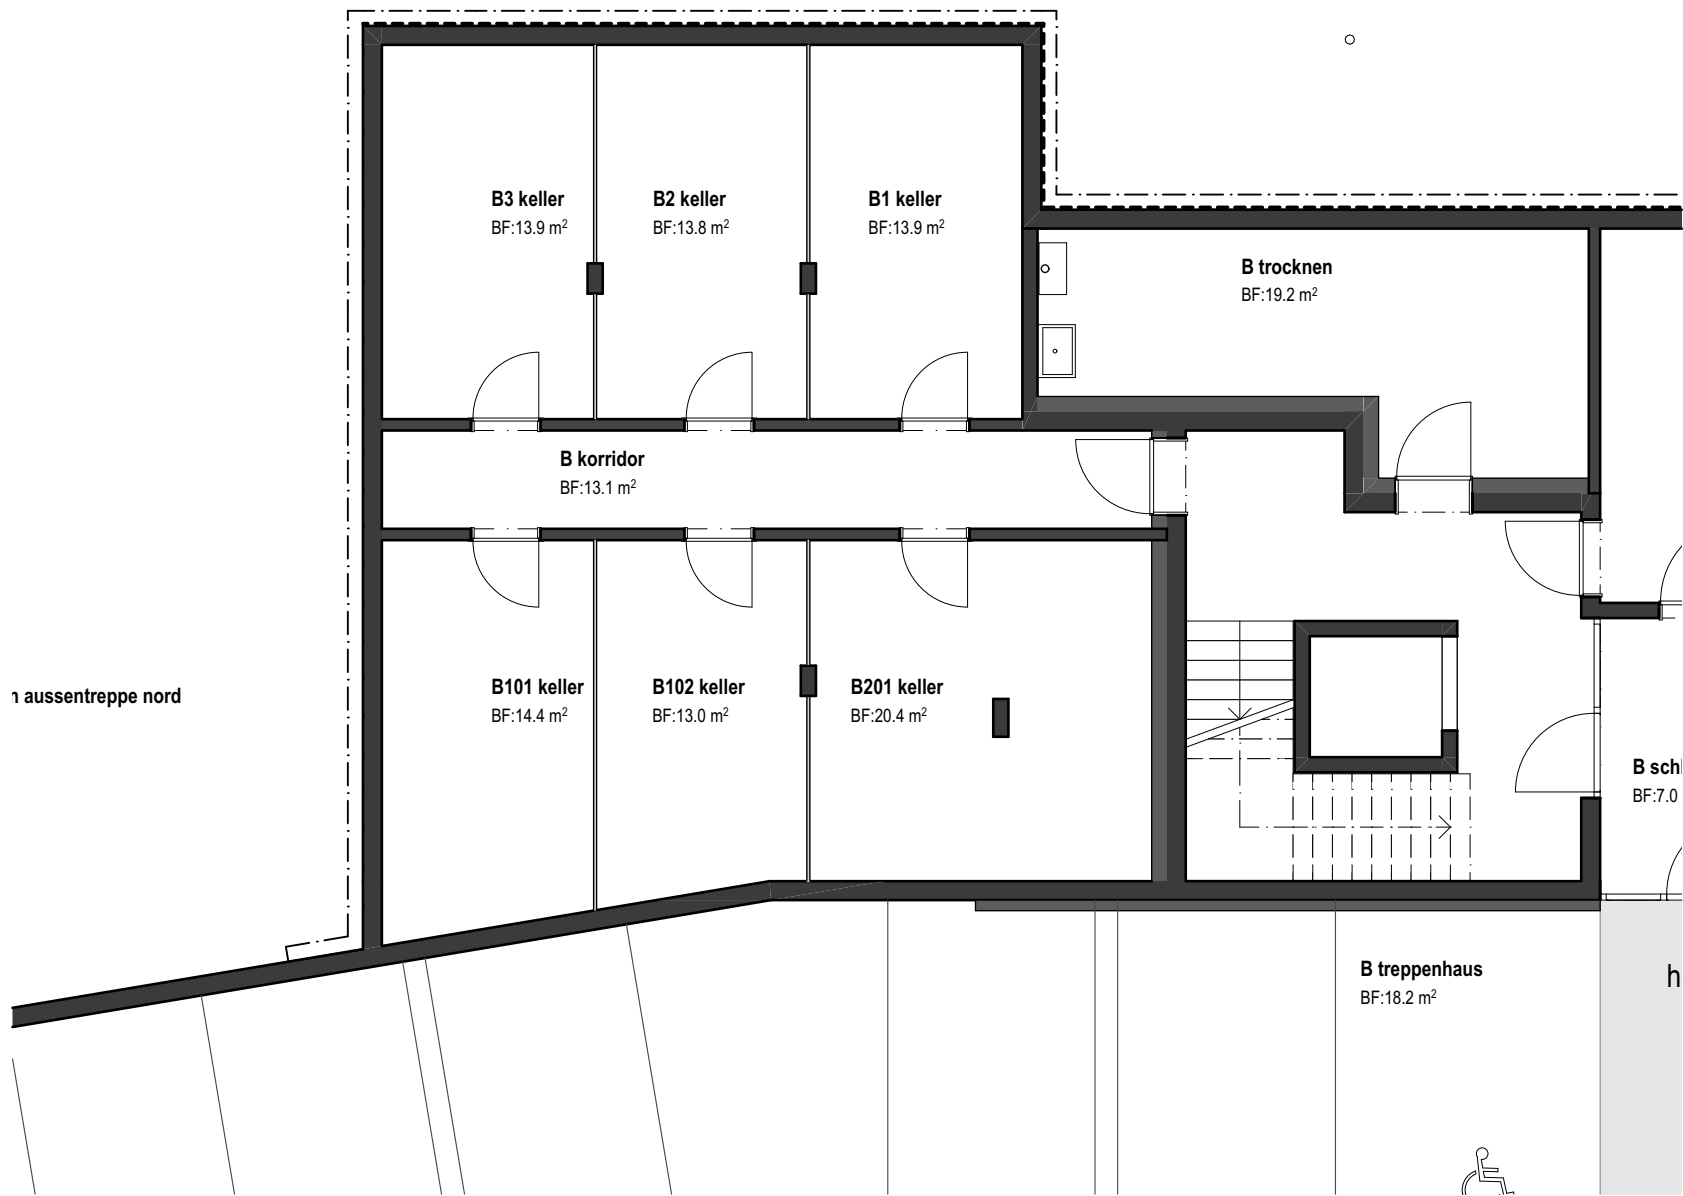 B3 keller
BF:13.9 m²
B2 keller
BF:13.8 m²
B1 keller
BF:13.9 m²
B trocknen
BF:19.2 m²
B korridor
BF:13.1 m²
B101 keller
BF:14.4 m²
B102 keller
BF:13.0 m²
B201 keller
BF:20.4 m²
aussentreppe nord
B
BF:7.0
B treppenhaus
BF:18.2 m²